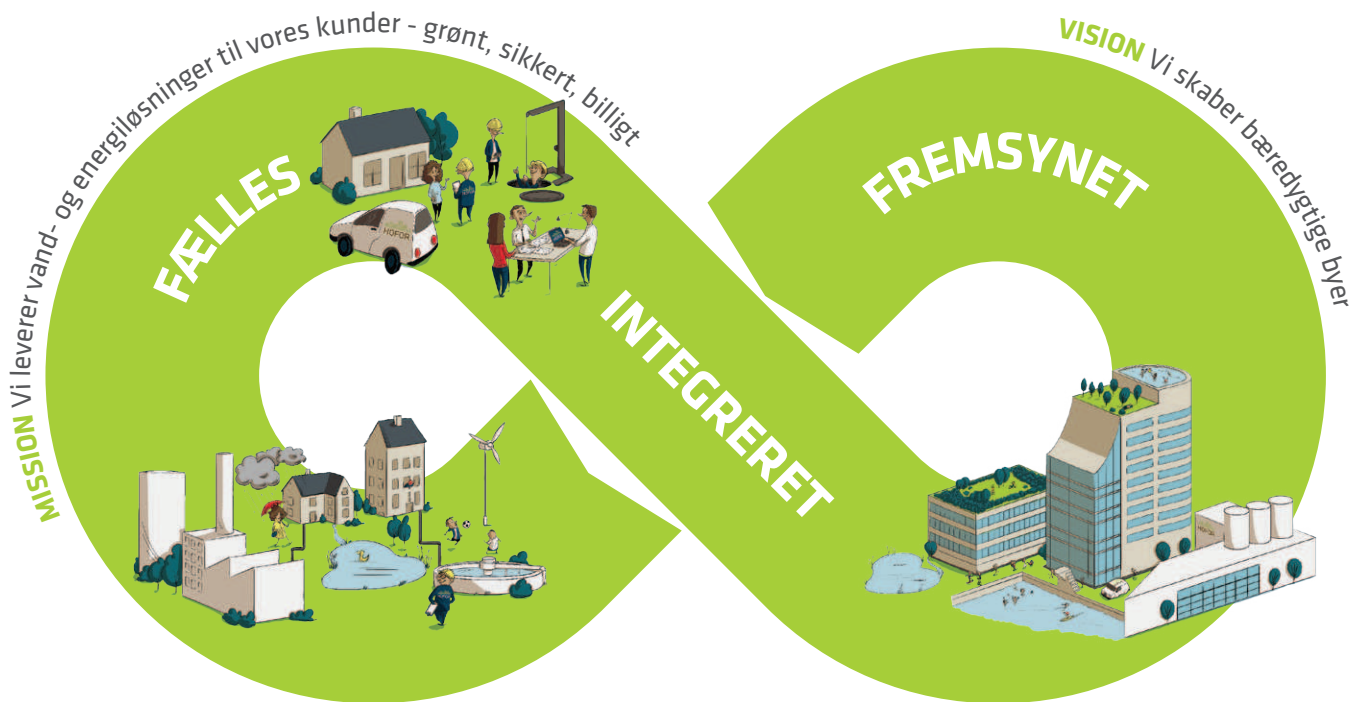 MISSION Vi leverer vand- og energiløsninger til vores kunder - grønt, sikkert, billigt
VISION Vi skaber bæredygtige byer
FÆLLES
HOFOR
INTEGRERET
FREMSYNET